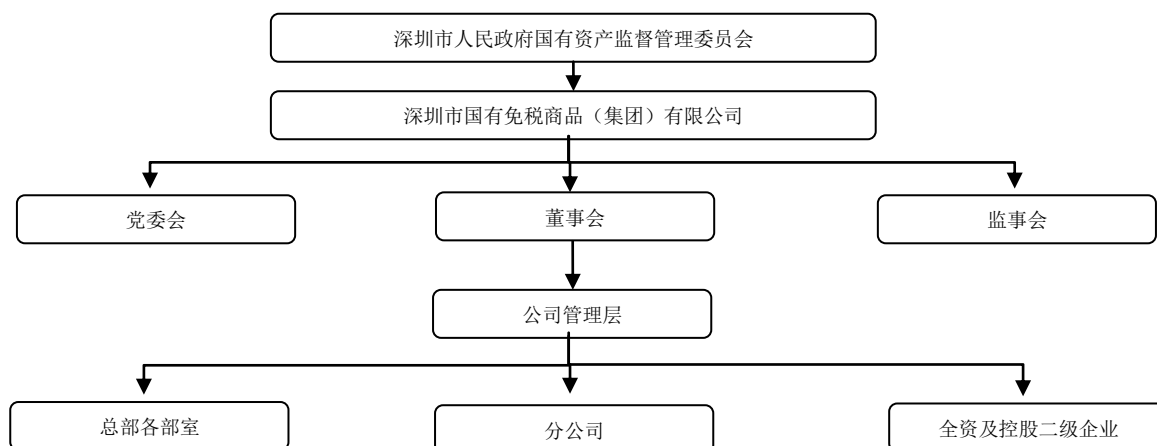 深圳市人民政府国有资产监督管理委员会
深圳市国有免税商品（集团）有限公司
党委会
董事会
监事会
公司管理层
总部各部室
分公司
全资及控股二级企业